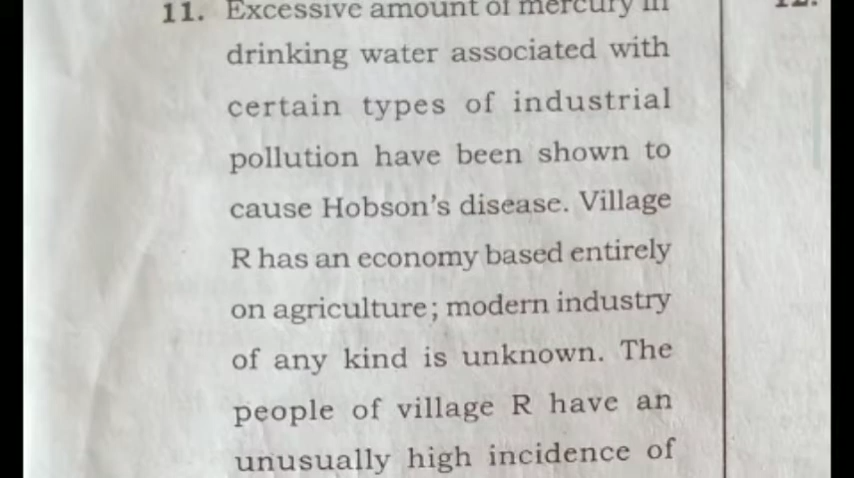 11. Excessive amount of mercury in
drinking water associated with
certain types of industrial
pollution have been shown to
cause Hobson's disease. Village
R has an economy based entirely
on agriculture; modern industry
of any kind is unknown. The
people of village R have an
unusually high incidence of